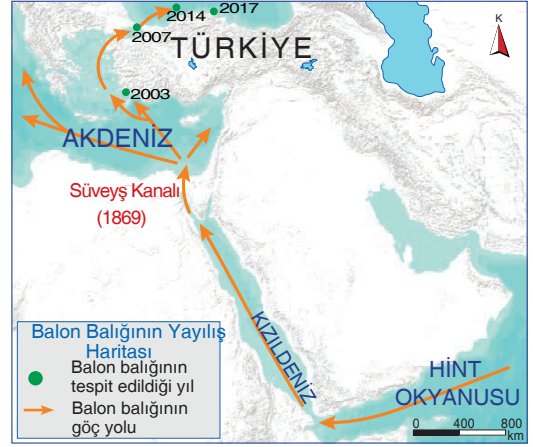 2014
2017
2007
TÜRKİYE
K
2003
AKDENİZ
Süveyş Kanalı
(1869)
KIZILDENİZ
HİNT
OKYANUSU
Balon Balığının Yayılış
Haritası
Balon balığının
tespit edildiği yıl
Balon balığının
göç yolu
0 400 800
km